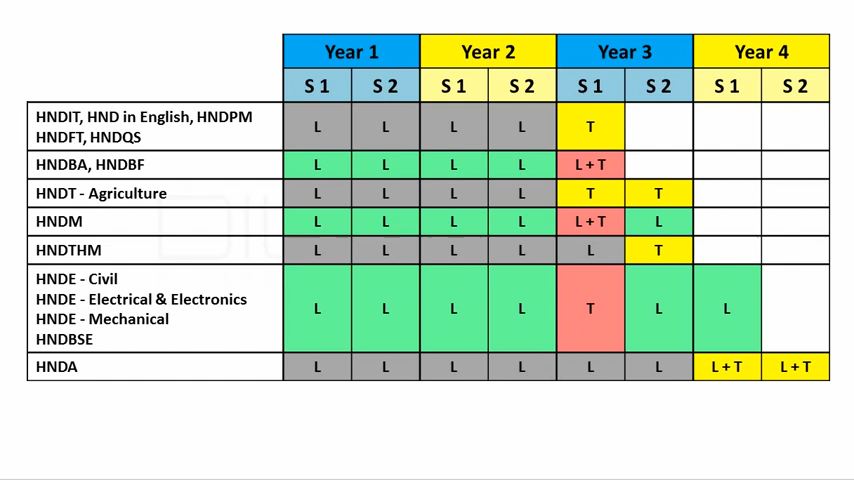 Year 1 Year 2 Year 3 Year 4
S 1 S 2 S 1 S 2 S 1 S 2 S 1 S 2
HNDIT, HND in English, HNDPM
HNDFT, HNDQS L L L L T
HNDBA, HNDBF L L L L L + T
HNDT - Agriculture L L L L T T
HNDM L L L L L + T L
HNDTHM L L L L L T
HNDE - Civil
HNDE - Electrical & Electronics
HNDE - Mechanical
HNDBSE L L L L T L L
HNDA L L L L L L L + T L + T